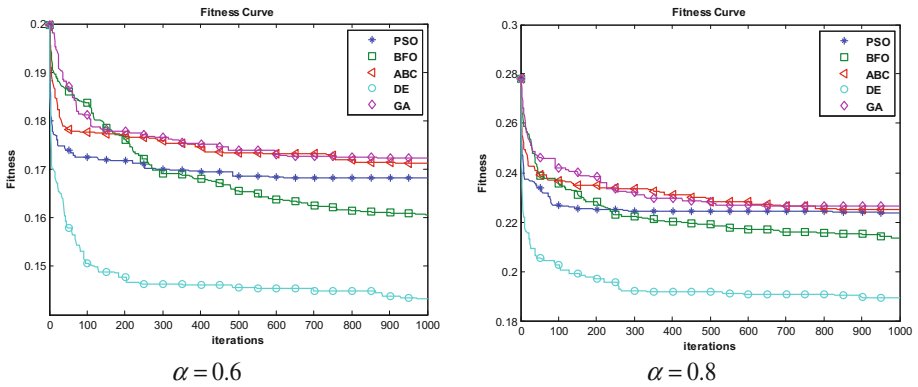 Fitness Curve
0.2
0.19
0.18
0.17
0.16
0.15
Fitness
0 100 200 300 400 500 600 700 800 900 1000
iterations
PSO
BFO
ABC
DE
GA
α = 0.6
Fitness Curve
0.3
0.28
0.26
0.24
0.22
0.2
0.18
Fitness
0 100 200 300 400 500 600 700 800 900 1000
iterations
PSO
BFO
ABC
DE
GA
α = 0.8